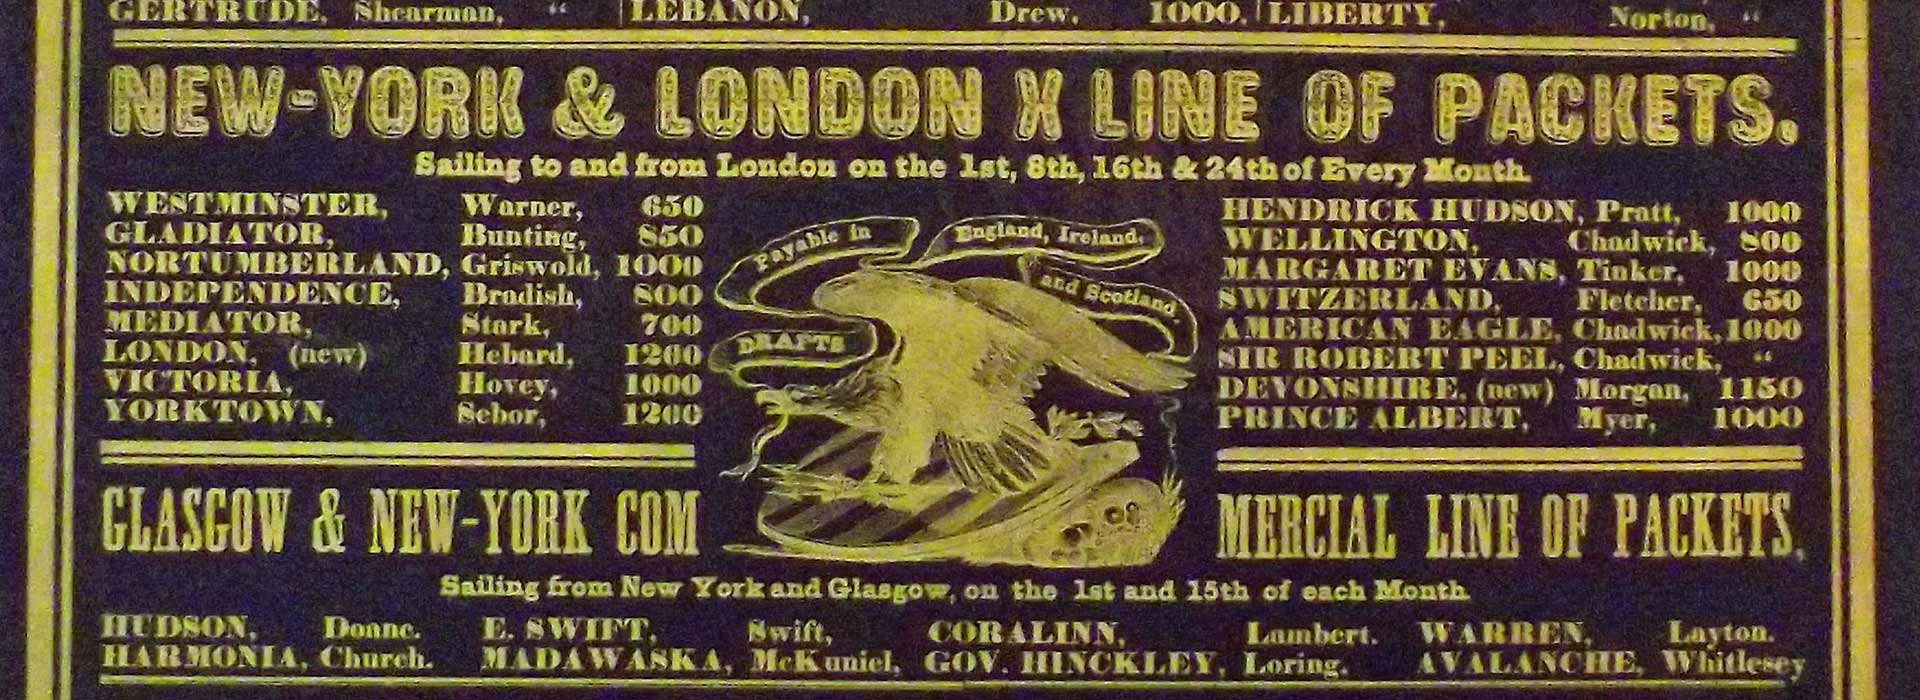 GERTRUDE, Shearman, “ LEBANON, Drew, 1000, LIBERTY, Norton, “
NEW-YORK & LONDON X LINE OF PACKETS.
Sailing to and from London on the 1st, 8th, 16th & 24th of Every Month.
WESTMINSTER, Warner, 650
GLADIATOR, Bunting, 850
NORTUMBERLAND, Griswold, 1000
INDEPENDENCE, Bradish, 800
MEDIATOR, Stark, 700
LONDON, (new) Hebard, 1200
VICTORIA, Hovey, 1000
YORKTOWN, Sebor, 1200
DRAFTS
Payable in
England, Ireland,
and Scotland.
HENDRICK HUDSON, Pratt, 1000
WELLINGTON, Chadwick, 800
MARGARET EVANS, Tinker, 1000
SWITZERLAND, Fletcher, 650
AMERICAN EAGLE, Chadwick, 1000
SIR ROBERT PEEL, Chadwick, “
DEVONSHIRE, (new) Morgan, 1150
PRINCE ALBERT, Myer, 1000
GLASGOW & NEW-YORK COM MERCIAL LINE OF PACKETS,
Sailing from New York and Glasgow, on the 1st and 15th of each Month
HUDSON, Doane. E. SWIFT, Swift, CORALINN, Lambert. WARREN, Layton.
HARMONIA, Church. MADAWASKA, McKuniel, GOV. HINCKLEY, Loring. AVALANCHE, Whitlesey